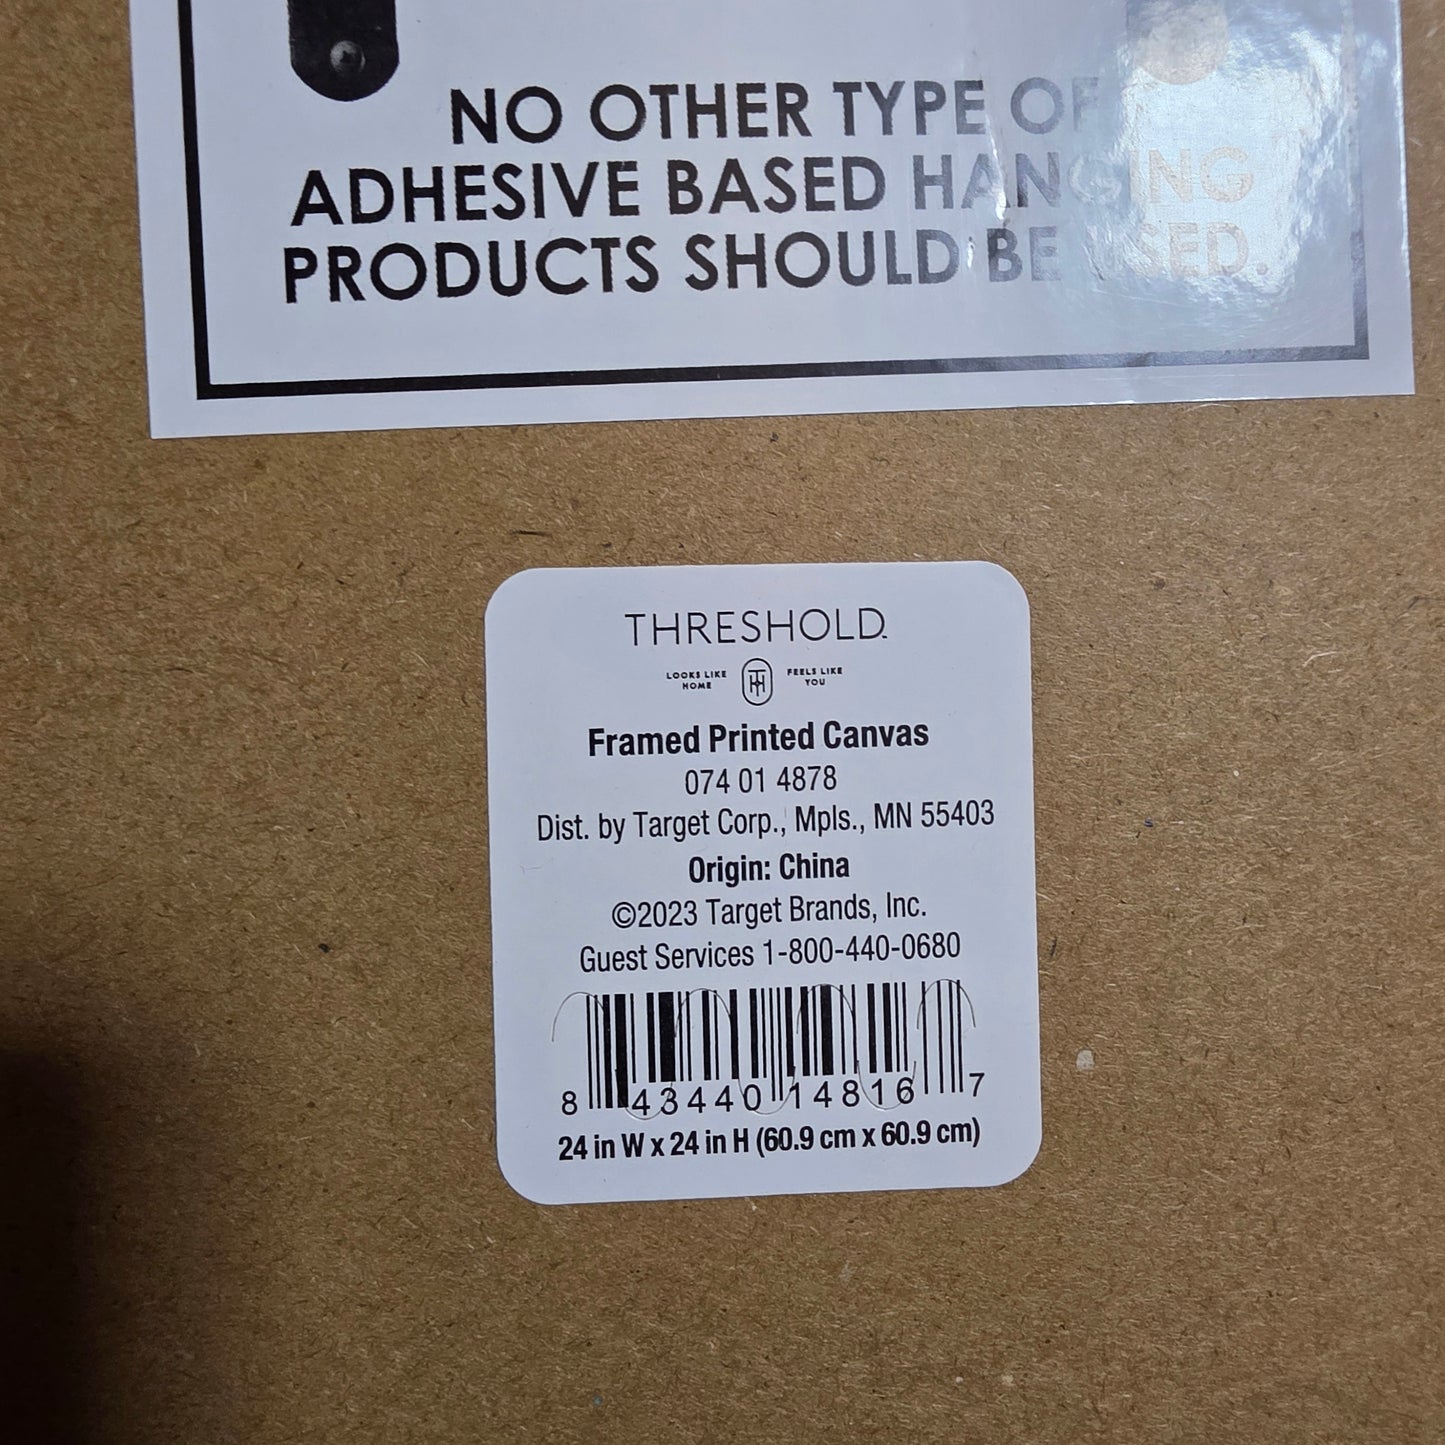 NO OTHER TYPE OF
ADHESIVE BASED HANGING
PRODUCTS SHOULD BE USED.
THRESHOLD™
LOOKS LIKE HOME
FEELS LIKE YOU
Framed Printed Canvas
074 01 4878
Dist. by Target Corp., Mpls., MN 55403
Origin: China
©2023 Target Brands, Inc.
Guest Services 1-800-440-0680
8 43440 14816 7
24 in W x 24 in H (60.9 cm x 60.9 cm)